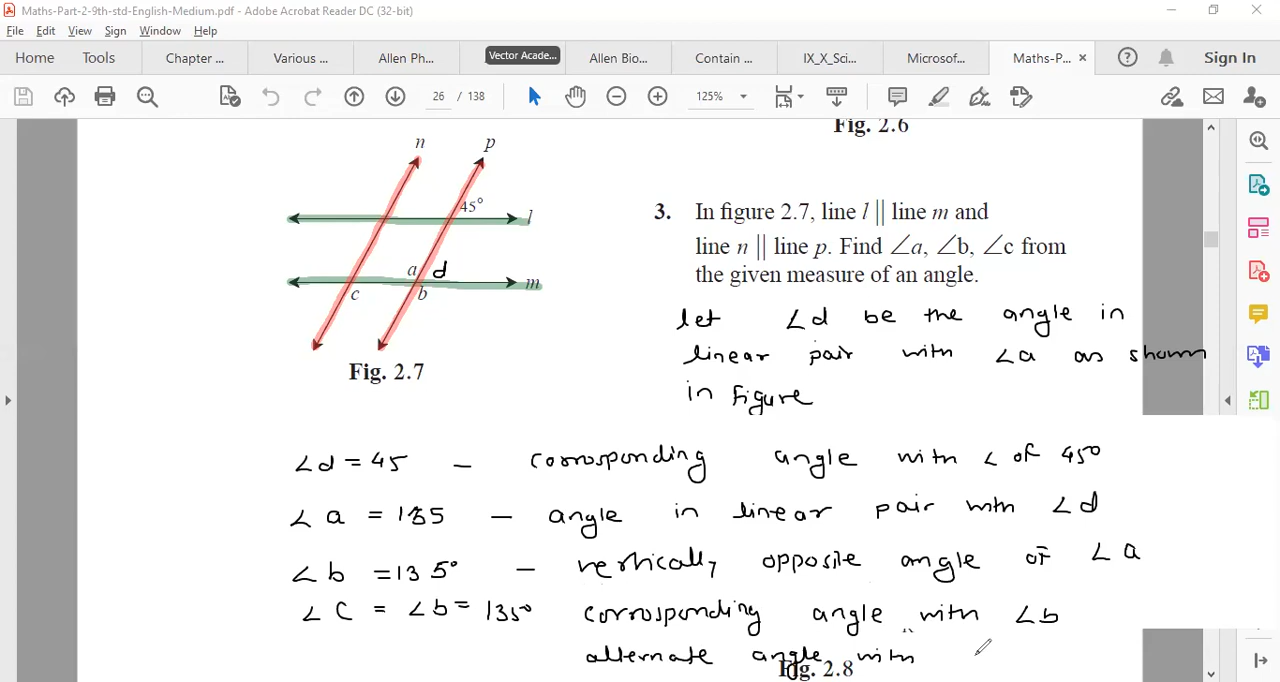 Maths-Part-2-9th-std-English-Medium.pdf - Adobe Acrobat Reader DC (32-bit)
File Edit View Sign Window Help
Home Tools Chapter ... Various ... Allen Ph... Vector Acade... Allen Bio... Contain ... IX_X_Sci... Microsof... Maths-P... × Sign In
26 / 138 125%
Fig. 2.6
n p
45° l
a d
c b m
Fig. 2.7
3. In figure 2.7, line l || line m and
line n || line p. Find ∠a, ∠b, ∠c from
the given measure of an angle.
let ∠d be the angle in
linear pair with ∠a as shown
in figure
∠d = 45 – corrosponding angle with ∠ of 45°
∠a = 135 – angle in linear pair with ∠d
∠b = 135° – vertically opposite angle of ∠a
∠C = ∠b = 135° corrosponding angle with ∠b
alternate angle with
Fig. 2.8